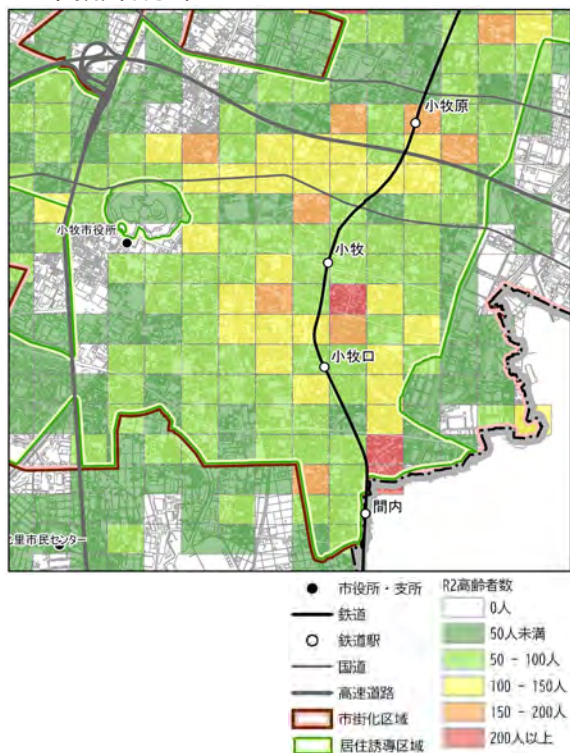 小牧原
小牧市役所
小牧
小牧口
間内
北里市民センター
市役所・支所
鉄道
鉄道駅
国道
高速道路
市街化区域
居住誘導区域
R2高齢者数
0人
50人未満
50 - 100人
100 - 150人
150 - 200人
200人以上